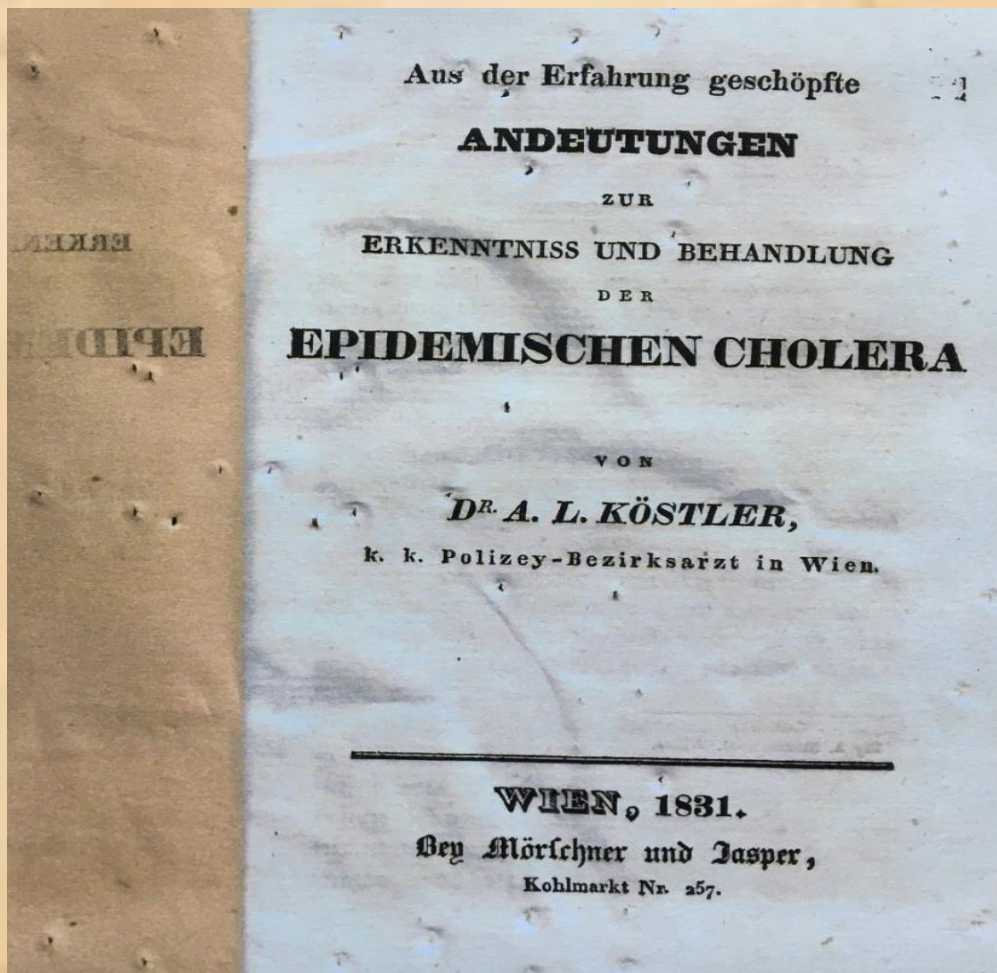 Aus der Erfahrung geschöpfte
ANDEUTUNGEN
ZUR
ERKENNTNISS UND BEHANDLUNG
DER
EPIDEMISCHEN CHOLERA
VON
DR. A. L. KÖSTLER,
k. k. Polizey-Bezirksarzt in Wien.
WIEN, 1831.
Bey Mörschner und Jasper,
Kohlmarkt Nr. 257.